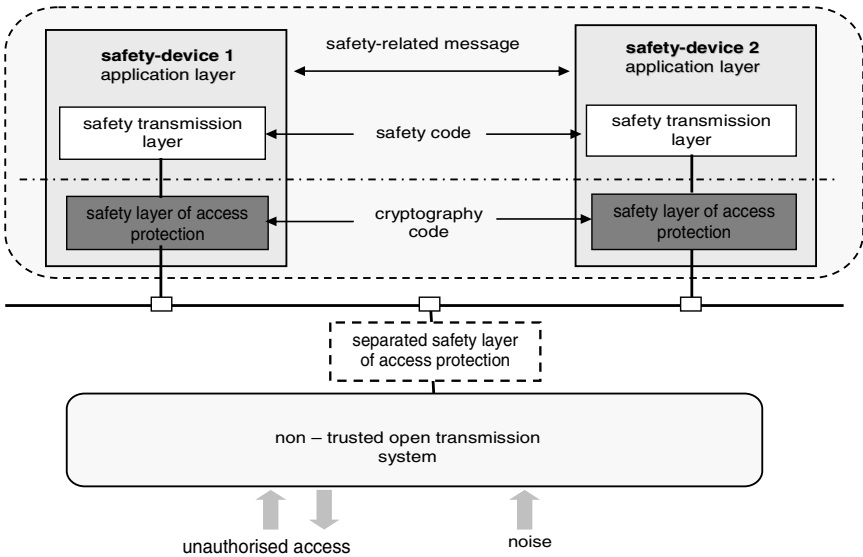 safety-device 1
application layer
safety-related message
safety-device 2
application layer
safety transmission
layer
safety code
safety transmission
layer
safety layer of access
protection
cryptography
code
safety layer of access
protection
separated safety layer
of access protection
non – trusted open transmission
system
unauthorised access
noise